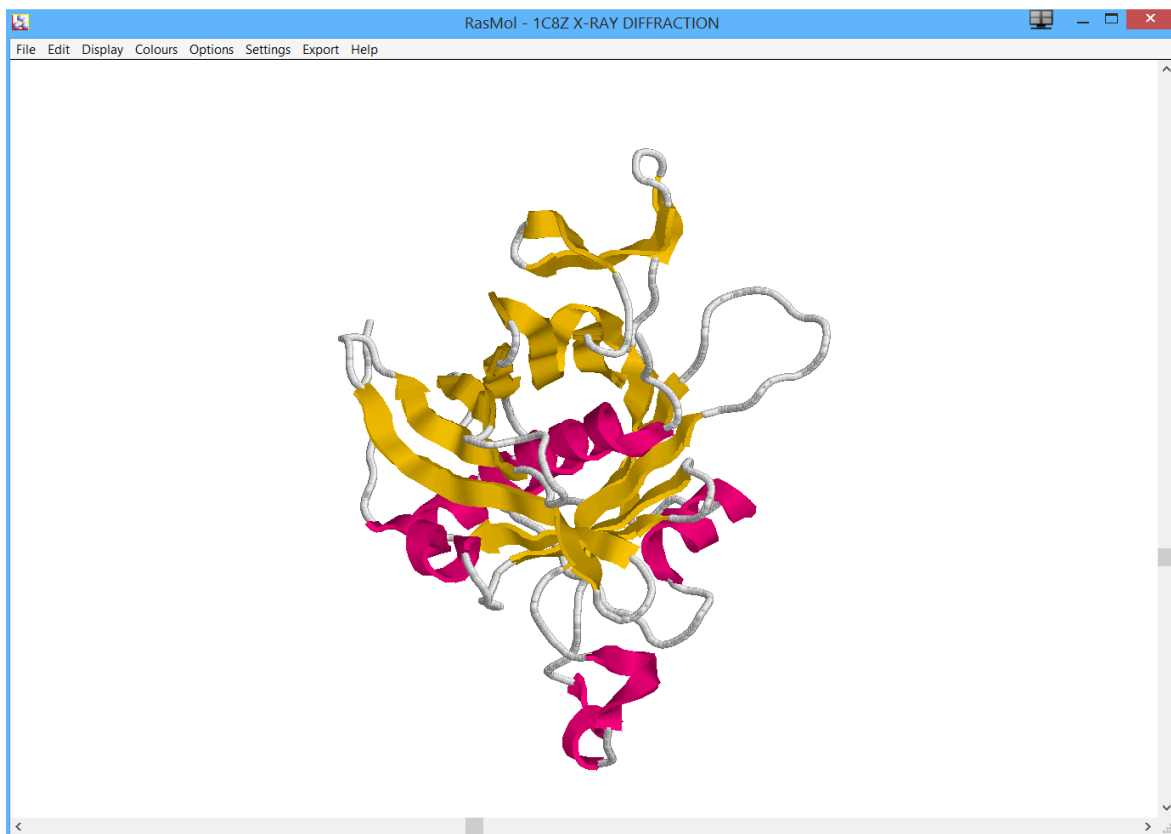 RasMol - 1C8Z X-RAY DIFFRACTION
File Edit Display Colours Options Settings Export Help